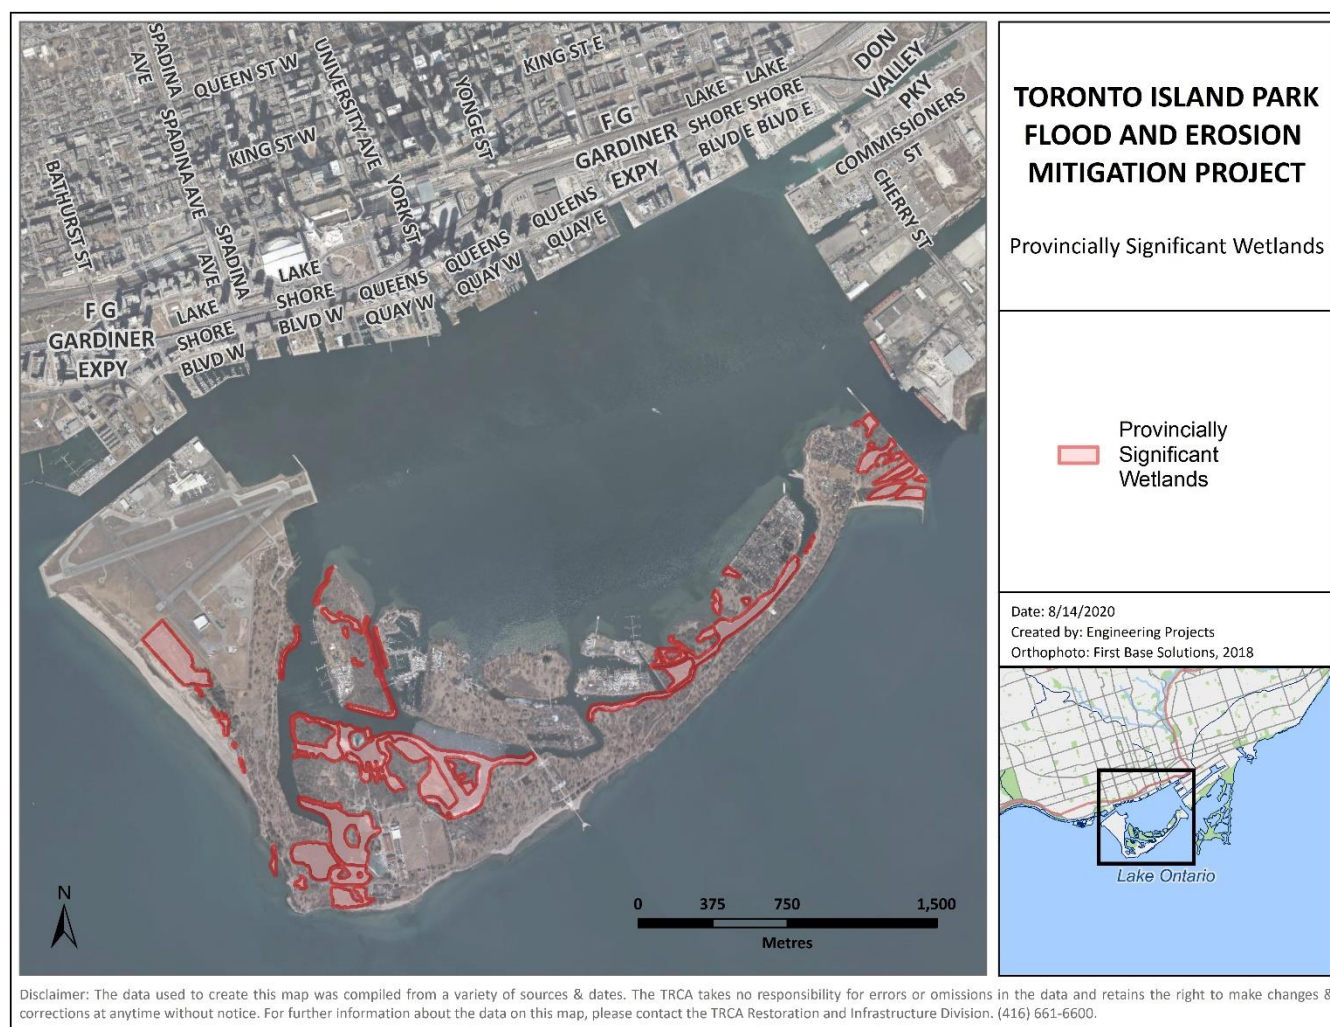 SPADINA
AVE
QUEEN ST W
UNIVERSITY AVE
KING ST E
YONGE ST
KING ST W
SPADINA AVE
BATHURST ST
SPADINA
AVE
YORK ST
F G
GARDINER
EXPY
LAKE
SHORE
BLVD E
LAKE
SHORE
BLVD E
DON
VALLEY
PKY
COMMISSIONERS
ST
CHERRY ST
QUEENS
QUAY E
QUEENS
QUAY W
QUEENS
QUAY W
LAKE
SHORE
BLVD W
LAKE
SHORE
BLVD W
F G
GARDINER
EXPY
N
0 375 750 1,500
Metres
TORONTO ISLAND PARK
FLOOD AND EROSION
MITIGATION PROJECT
Provincially Significant Wetlands
Provincially
Significant
Wetlands
Date: 8/14/2020
Created by: Engineering Projects
Orthophoto: First Base Solutions, 2018
Lake Ontario
Disclaimer: The data used to create this map was compiled from a variety of sources & dates. The TRCA takes no responsibility for errors or omissions in the data and retains the right to make changes &
corrections at anytime without notice. For further information about the data on this map, please contact the TRCA Restoration and Infrastructure Division. (416) 661-6600.